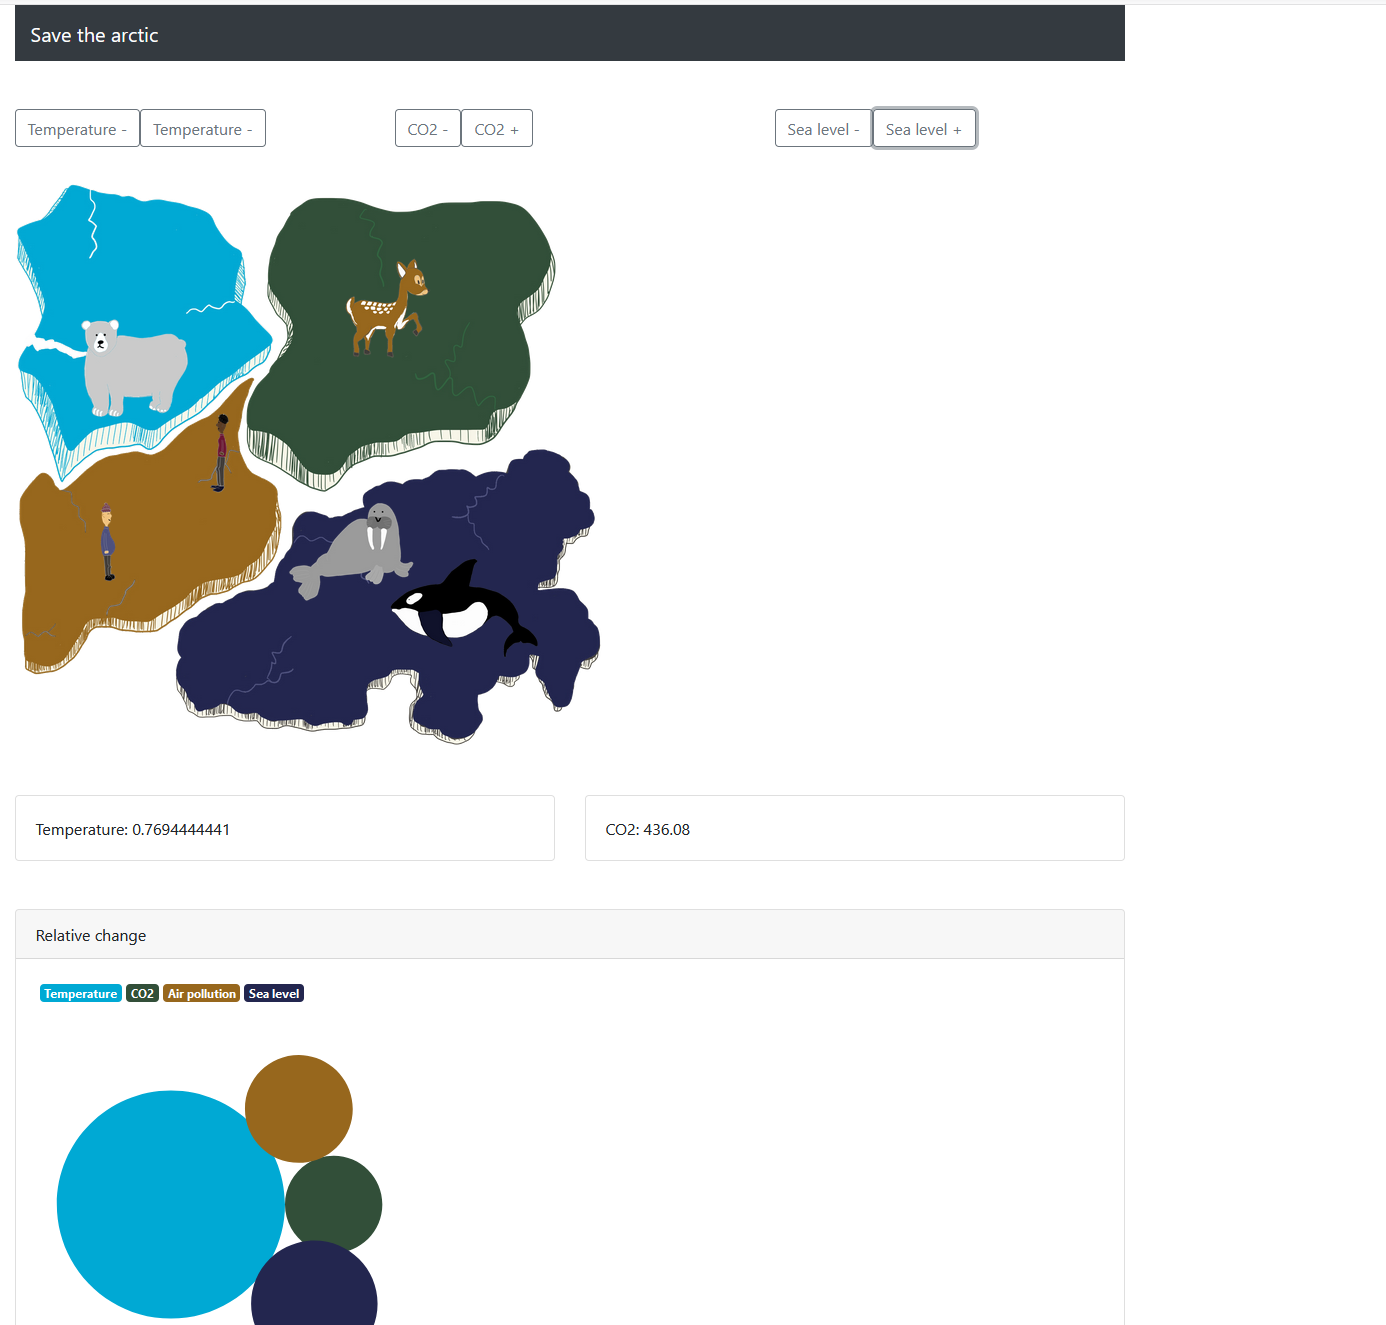 Save the arctic
Temperature - Temperature - CO2 - CO2 + Sea level - Sea level +
Temperature: 0.7694444441 CO2: 436.08
Relative change
Temperature CO2 Air pollution Sea level